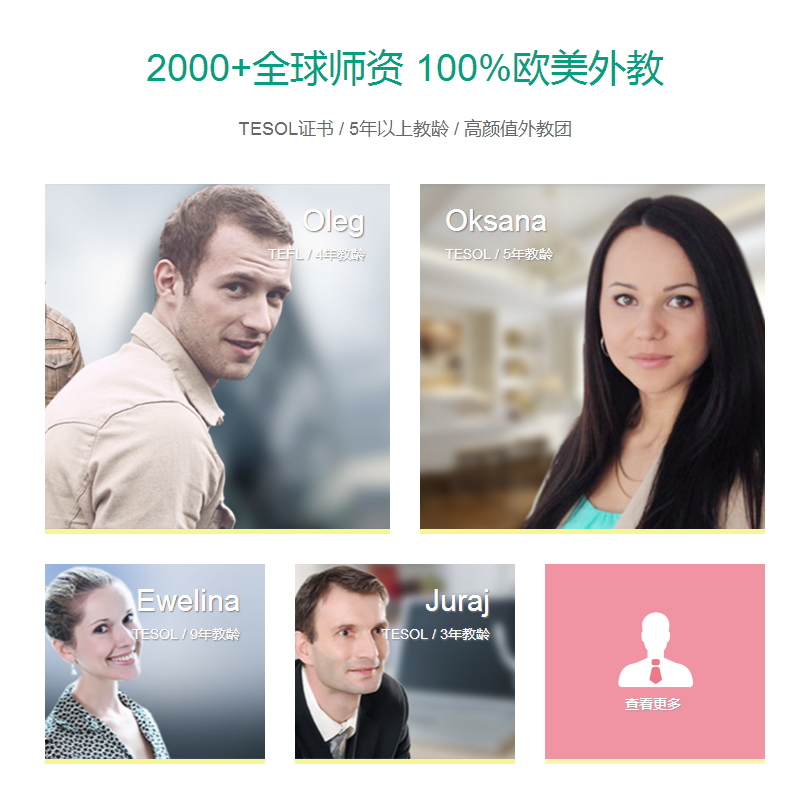 2000+全球师资 100%欧美外教
TESOL证书 / 5年以上教龄 / 高颜值外教团
Oleg
TEFL / 4年教龄
Oksana
TESOL / 5年教龄
Ewelina
TESOL / 9年教龄
Juraj
TESOL / 3年教龄
查看更多